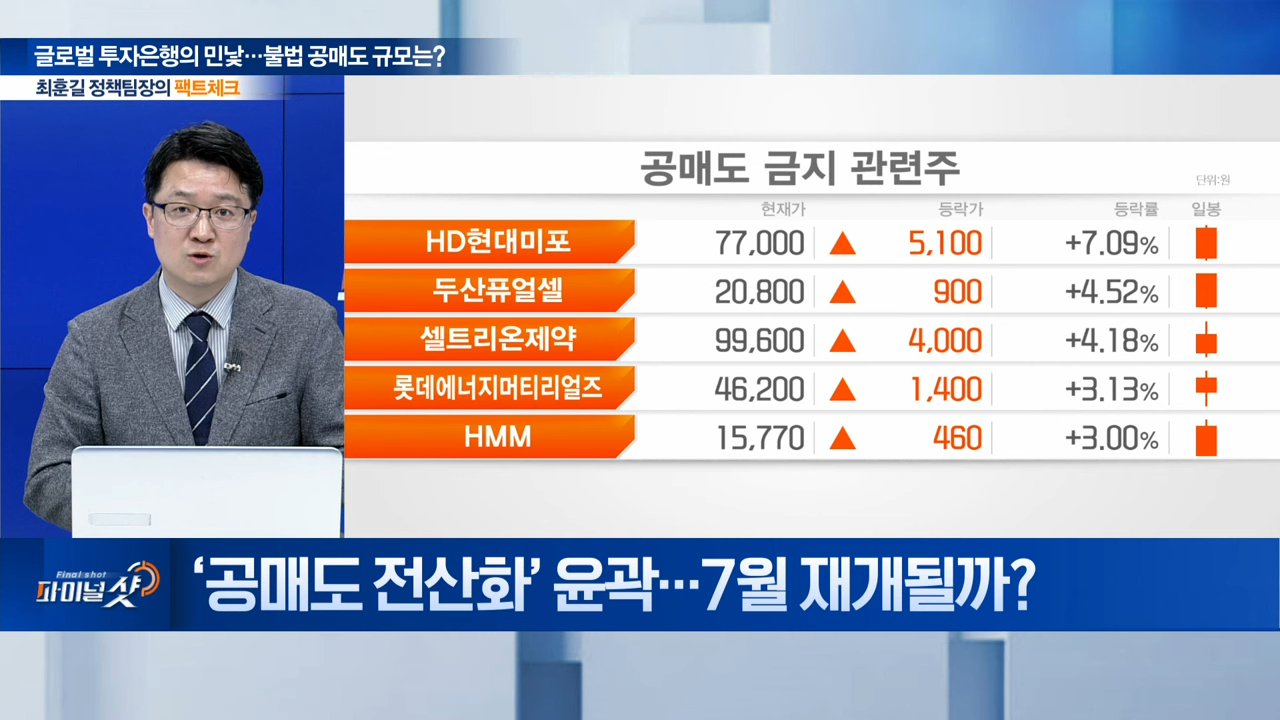 글로벌 투자은행의 민낯…불법 공매도 규모는?
최훈길 정책팀장의 팩트체크
공매도 금지 관련주
단위:원
현재가 등락가 등락률 일봉
HD현대미포 77,000 ▲ 5,100 +7.09%
두산퓨얼셀 20,800 ▲ 900 +4.52%
셀트리온제약 99,600 ▲ 4,000 +4.18%
롯데에너지머티리얼즈 46,200 ▲ 1,400 +3.13%
HMM 15,770 ▲ 460 +3.00%
Final shot
파이널샷
‘공매도 전산화’ 윤곽…7월 재개될까?